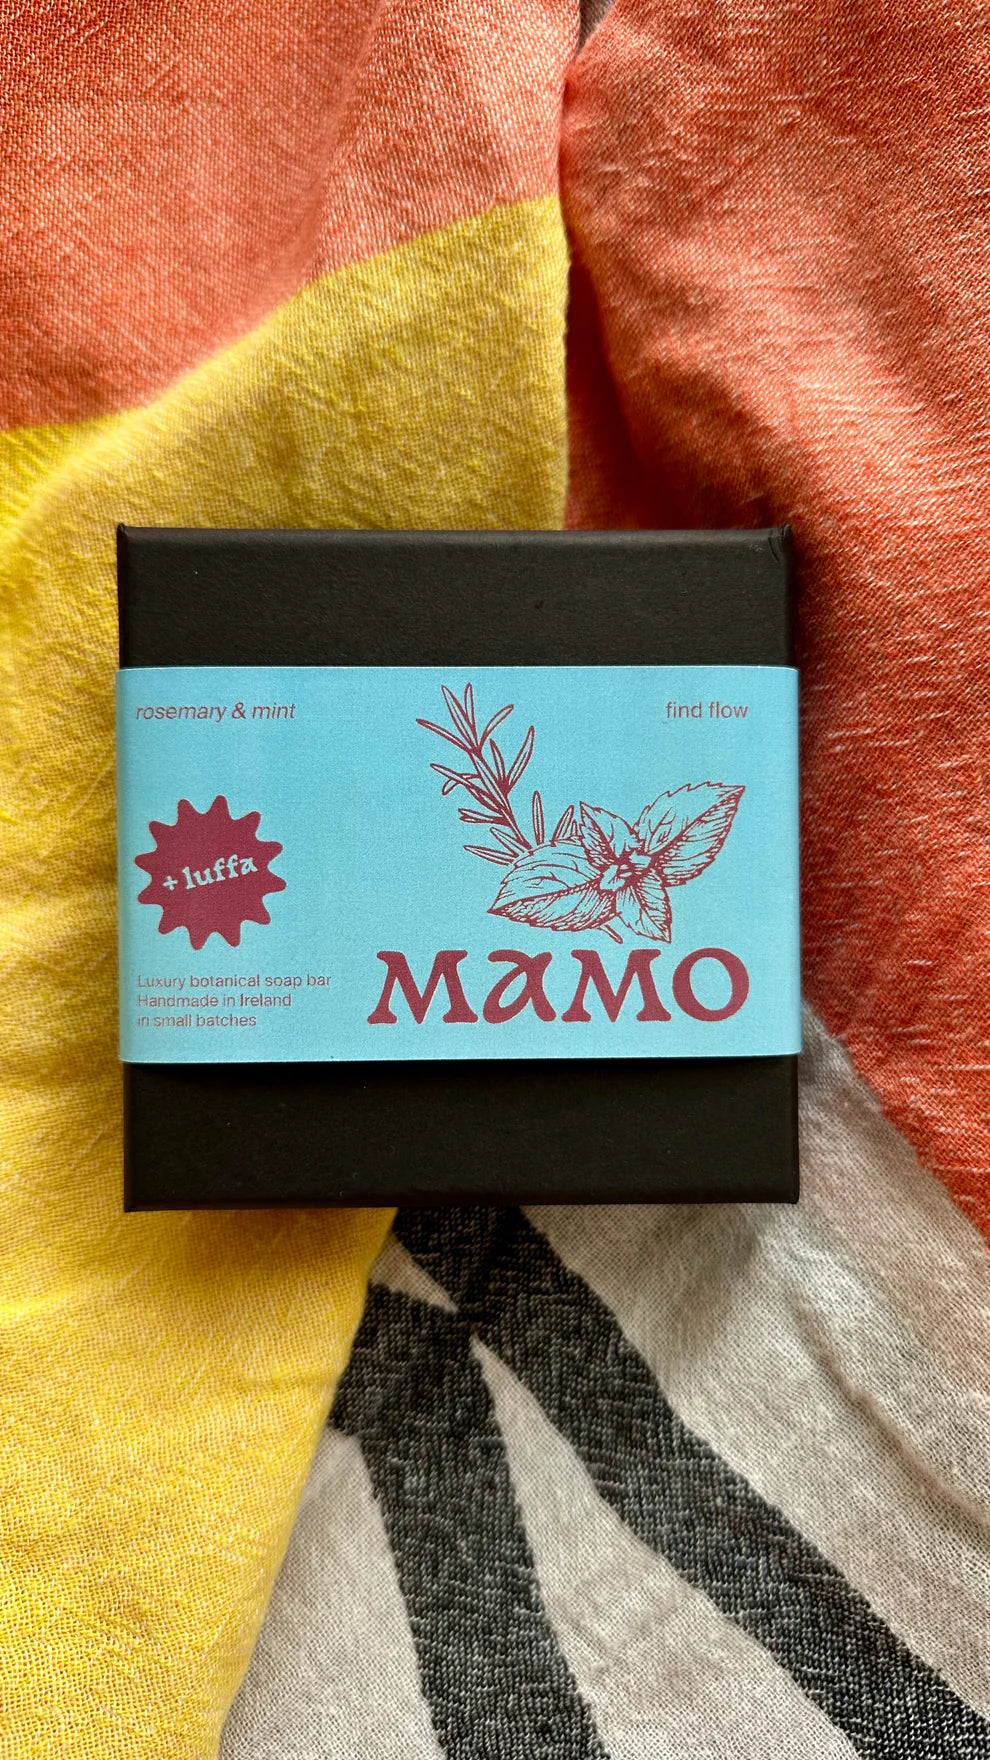 rosemary & mint
find flow
+ luffa
Luxury botanical soap bar
Handmade in Ireland
in small batches
MAMO